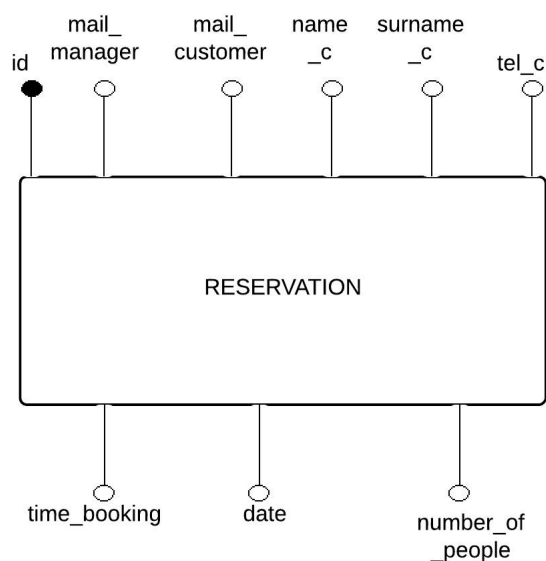 id
mail_
manager
mail_
customer
name
_c
surname
_c
tel_c
RESERVATION
time_booking
date
number_of
_people